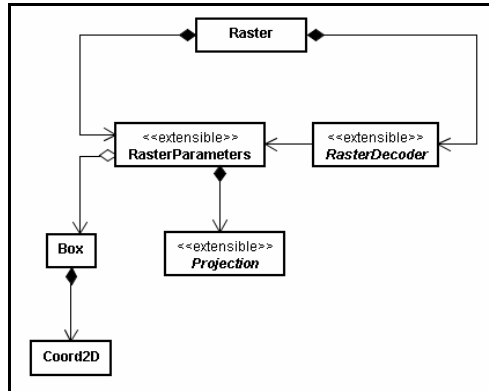 Raster
<<extensible>>
RasterParameters
<<extensible>>
RasterDecoder
Box
<<extensible>>
Projection
Coord2D